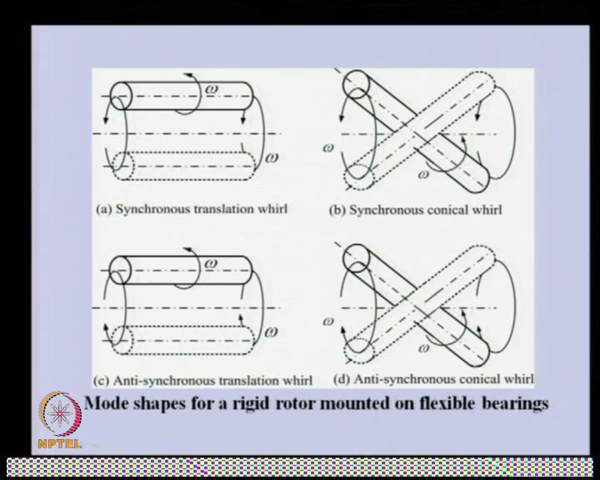 ω
ω
ω
ω
(a) Synchronous translation whirl
(b) Synchronous conical whirl
ω
ω
ω
ω
(c) Anti-synchronous translation whirl
(d) Anti-synchronous conical whirl
Mode shapes for a rigid rotor mounted on flexible bearings
NPTEL